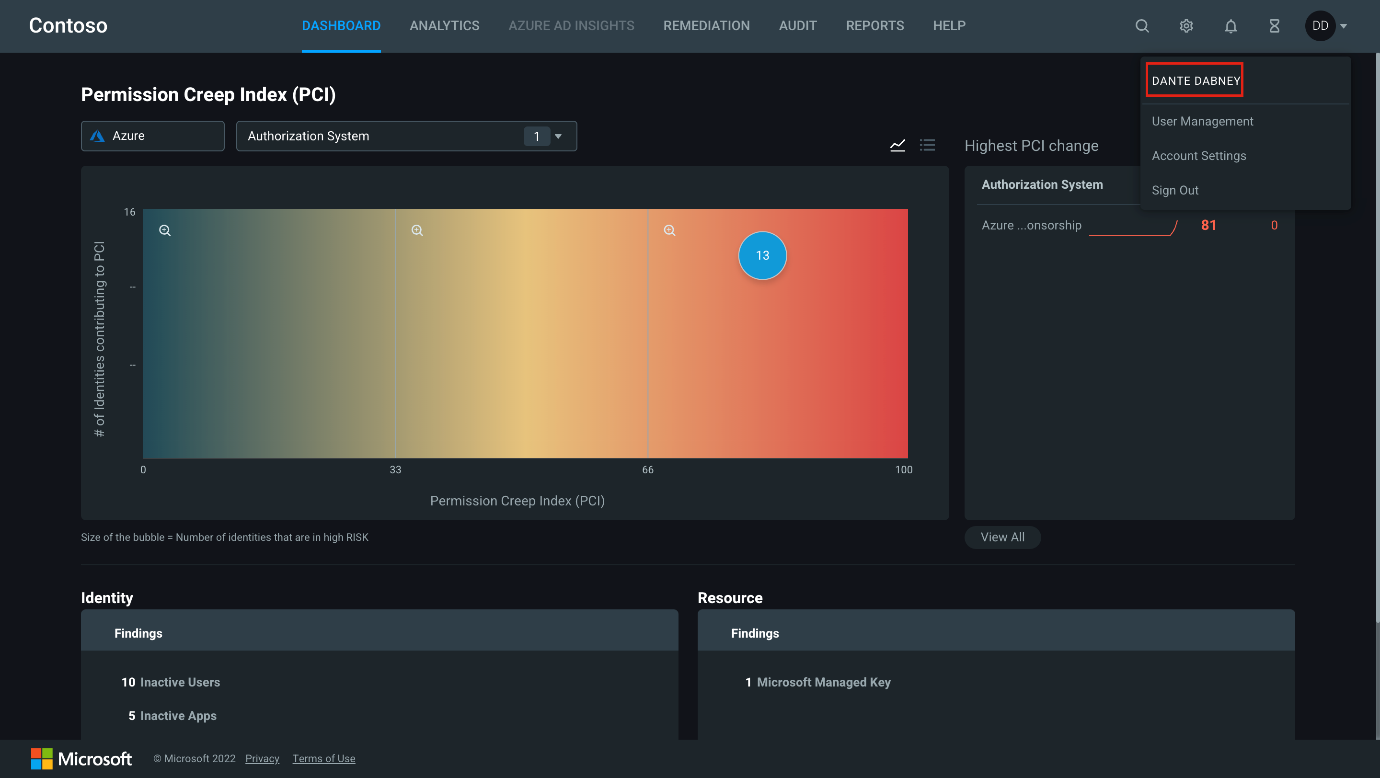 Contoso
DASHBOARD ANALYTICS AZURE AD INSIGHTS REMEDIATION AUDIT REPORTS HELP
DD
DANTE DABNEY
User Management
Account Settings
Sign Out
Permission Creep Index (PCI)
Azure
Authorization System 1
Highest PCI change
Authorization System
Azure ...onsorship 81 0
# of Identities contributing to PCI
16
--
--
13
0 33 66 100
Permission Creep Index (PCI)
Size of the bubble = Number of identities that are in high RISK
View All
Identity
Findings
10 Inactive Users
5 Inactive Apps
Resource
Findings
1 Microsoft Managed Key
Microsoft © Microsoft 2022 Privacy Terms of Use